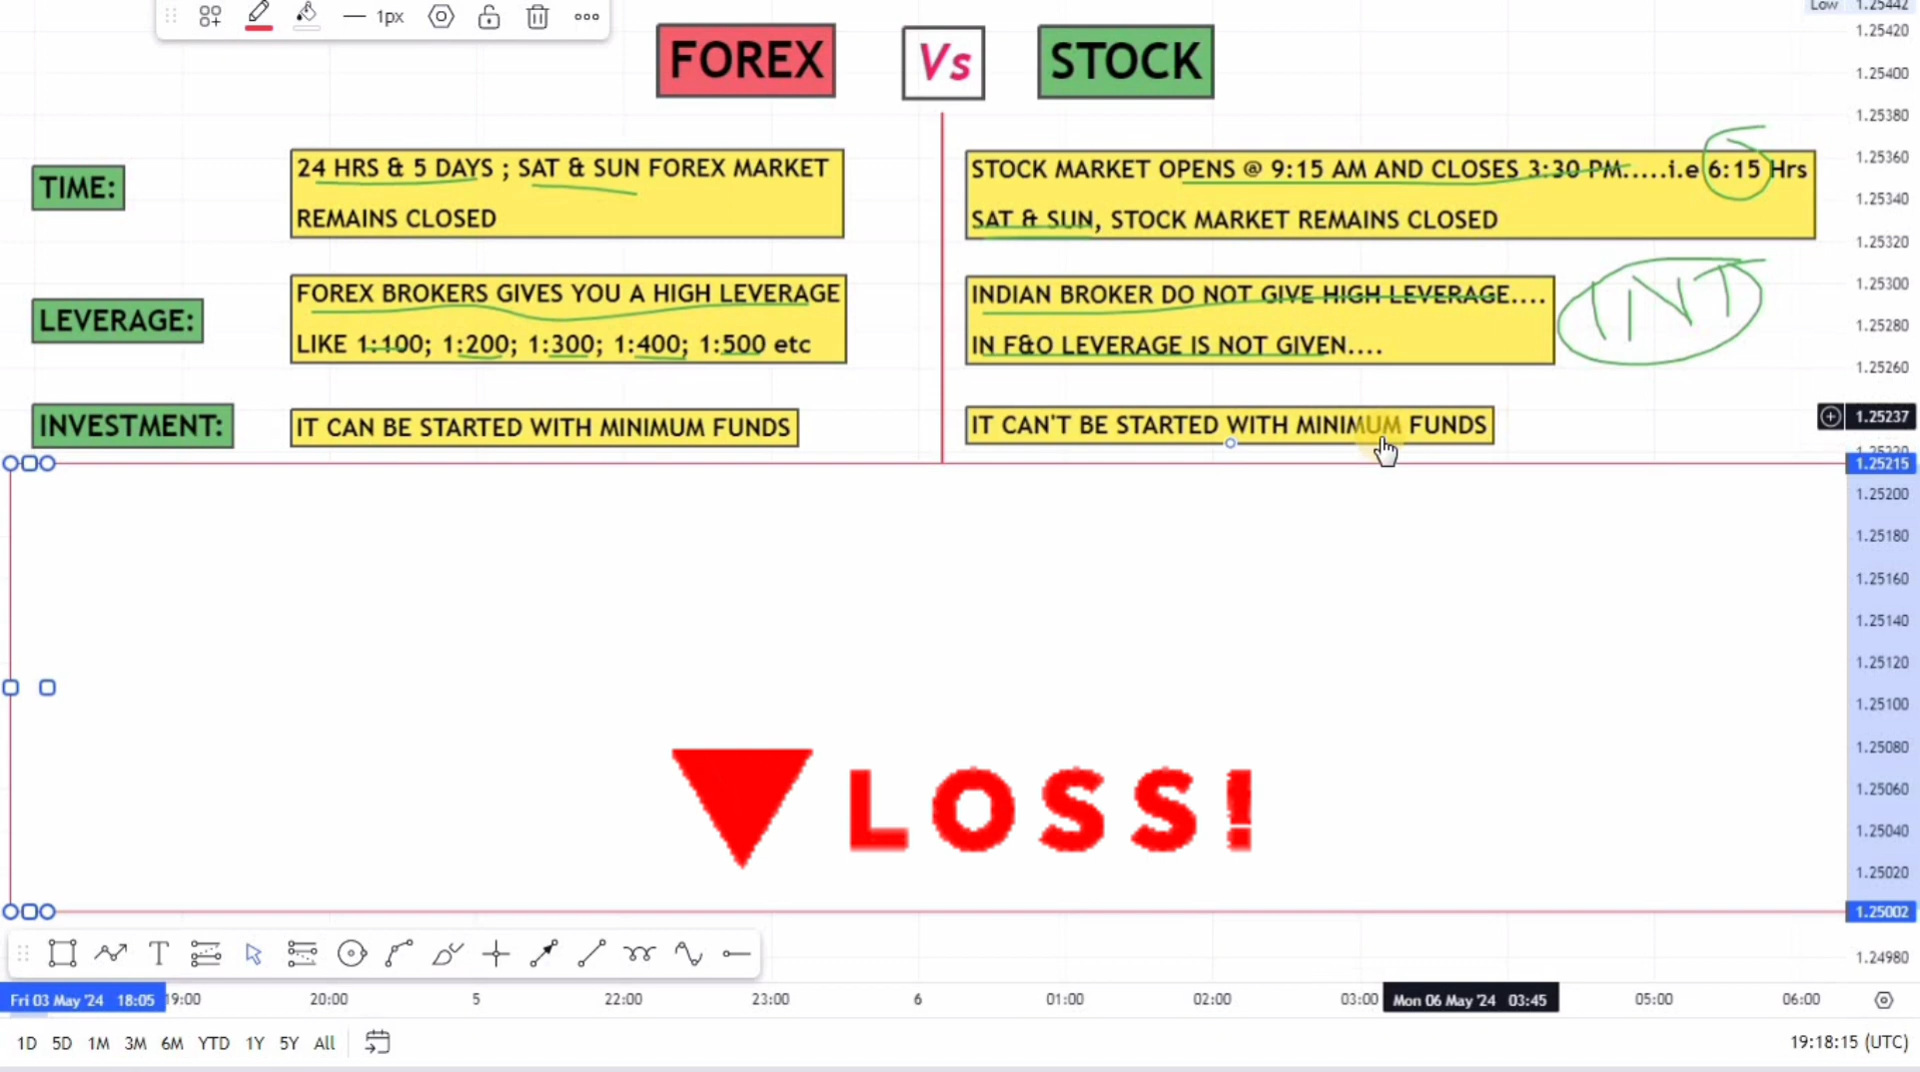 1px
Low 1.25442
FOREX Vs STOCK
TIME:
24 HRS & 5 DAYS ; SAT & SUN FOREX MARKET
REMAINS CLOSED
STOCK MARKET OPENS @ 9:15 AM AND CLOSES 3:30 PM.....i.e 6:15 Hrs
SAT & SUN, STOCK MARKET REMAINS CLOSED
LEVERAGE:
FOREX BROKERS GIVES YOU A HIGH LEVERAGE
LIKE 1:100; 1:200; 1:300; 1:400; 1:500 etc
INDIAN BROKER DO NOT GIVE HIGH LEVERAGE....
IN F&O LEVERAGE IS NOT GIVEN....
INVESTMENT:
IT CAN BE STARTED WITH MINIMUM FUNDS
IT CAN'T BE STARTED WITH MINIMUM FUNDS
LOSS!
1.25420
1.25400
1.25380
1.25360
1.25340
1.25320
1.25300
1.25280
1.25260
1.25237
1.25215
1.25200
1.25180
1.25160
1.25140
1.25120
1.25100
1.25080
1.25060
1.25040
1.25020
1.25002
1.24980
Fri 03 May '24 18:05 19:00 20:00 5 22:00 23:00 6 01:00 02:00 03:00 Mon 06 May '24 03:45 05:00 06:00
1D 5D 1M 3M 6M YTD 1Y 5Y All 19:18:15 (UTC)